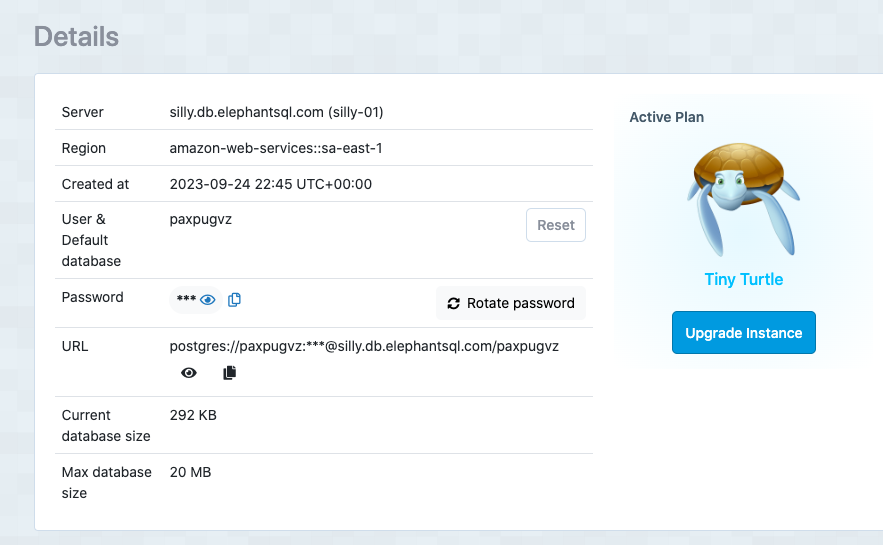 Details
Server silly.db.elephantsql.com (silly-01)
Region amazon-web-services::sa-east-1
Created at 2023-09-24 22:45 UTC+00:00
User &
Default
database
paxpugvz
Reset
Password *** Rotate password
URL postgres://paxpugvz:***@silly.db.elephantsql.com/paxpugvz
Current
database size
292 KB
Max database
size
20 MB
Active Plan
Tiny Turtle
Upgrade Instance